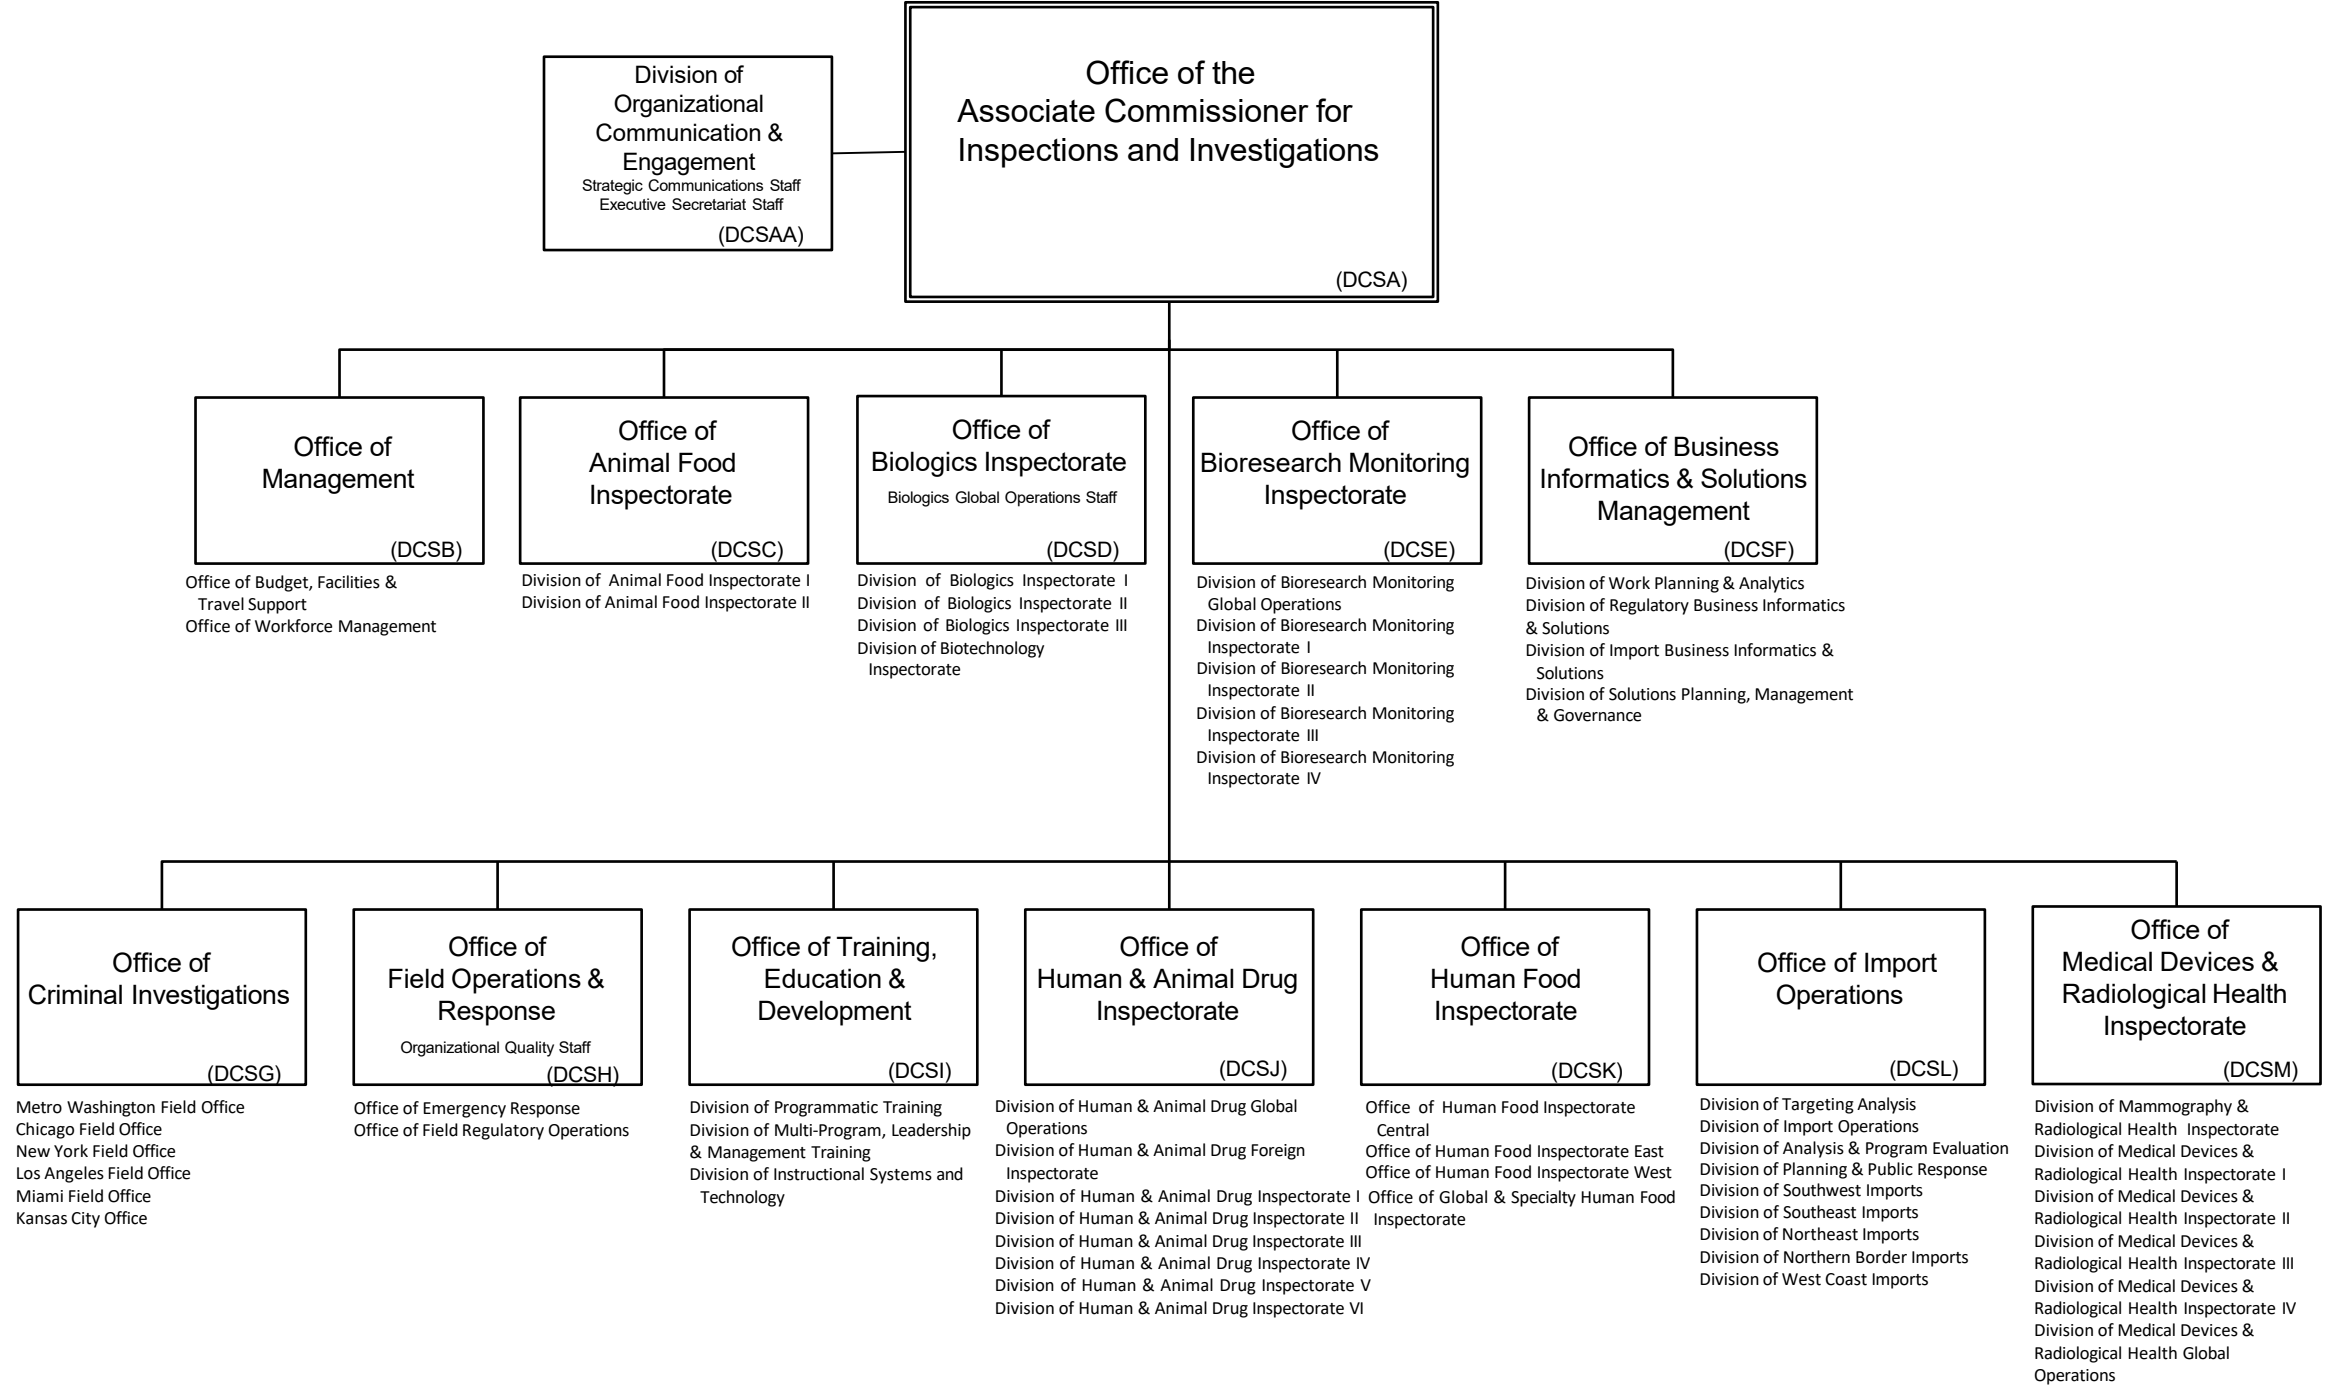 Division of
Organizational
Communication &
Engagement
Strategic Communications Staff
Executive Secretariat Staff
(DCSAA)
Office of the
Associate Commissioner for
Inspections and Investigations
(DCSA)
Office of
Management
(DCSB)
Office of Budget, Facilities &
Travel Support
Office of Workforce Management
Office of
Animal Food
Inspectorate
(DCSC)
Division of Animal Food Inspectorate I
Division of Animal Food Inspectorate II
Office of
Biologics Inspectorate
Biologics Global Operations Staff
(DCSD)
Division of Biologics Inspectorate I
Division of Biologics Inspectorate II
Division of Biologics Inspectorate III
Division of Biotechnology
Inspectorate
Office of
Bioresearch Monitoring
Inspectorate
(DCSE)
Division of Bioresearch Monitoring
Global Operations
Division of Bioresearch Monitoring
Inspectorate I
Division of Bioresearch Monitoring
Inspectorate II
Division of Bioresearch Monitoring
Inspectorate III
Division of Bioresearch Monitoring
Inspectorate IV
Office of Business
Informatics & Solutions
Management
(DCSF)
Division of Work Planning & Analytics
Division of Regulatory Business Informatics
& Solutions
Division of Import Business Informatics &
Solutions
Division of Solutions Planning, Management
& Governance
Office of
Criminal Investigations
(DCSG)
Metro Washington Field Office
Chicago Field Office
New York Field Office
Los Angeles Field Office
Miami Field Office
Kansas City Office
Office of
Field Operations &
Response
Organizational Quality Staff
(DCSH)
Office of Emergency Response
Office of Field Regulatory Operations
Office of Training,
Education &
Development
(DCSI)
Division of Programmatic Training
Division of Multi-Program, Leadership
& Management Training
Division of Instructional Systems and
Technology
Office of
Human & Animal Drug
Inspectorate
(DCSJ)
Division of Human & Animal Drug Global
Operations
Division of Human & Animal Drug Foreign
Inspectorate
Division of Human & Animal Drug Inspectorate I
Division of Human & Animal Drug Inspectorate II
Division of Human & Animal Drug Inspectorate III
Division of Human & Animal Drug Inspectorate IV
Division of Human & Animal Drug Inspectorate V
Division of Human & Animal Drug Inspectorate VI
Office of
Human Food
Inspectorate
(DCSK)
Office of Human Food Inspectorate
Central
Office of Human Food Inspectorate East
Office of Human Food Inspectorate West
Office of Global & Specialty Human Food
Inspectorate
Office of Import
Operations
(DCSL)
Division of Targeting Analysis
Division of Import Operations
Division of Analysis & Program Evaluation
Division of Planning & Public Response
Division of Southwest Imports
Division of Southeast Imports
Division of Northeast Imports
Division of Northern Border Imports
Division of West Coast Imports
Office of
Medical Devices &
Radiological Health
Inspectorate
(DCSM)
Division of Mammography &
Radiological Health Inspectorate
Division of Medical Devices &
Radiological Health Inspectorate I
Division of Medical Devices &
Radiological Health Inspectorate II
Division of Medical Devices &
Radiological Health Inspectorate III
Division of Medical Devices &
Radiological Health Inspectorate IV
Division of Medical Devices &
Radiological Health Global
Operations